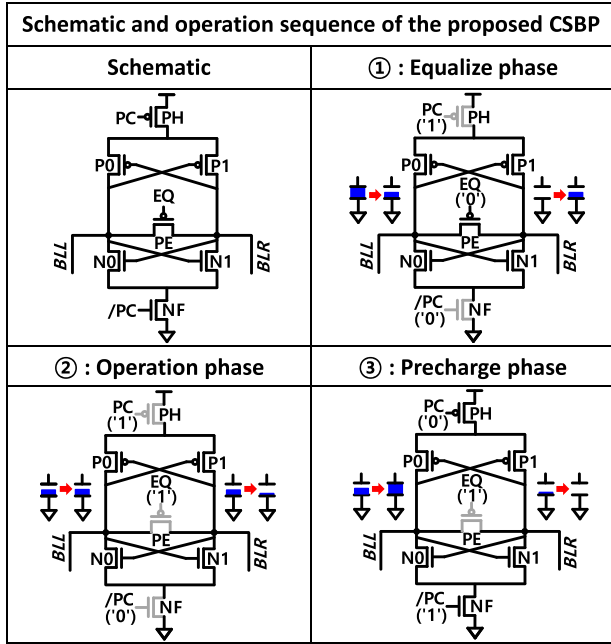 Schematic and operation sequence of the proposed CSBP
Schematic
PC
PH
P0
P1
EQ
PE
BLL
BLR
N0
N1
/PC
NF
① : Equalize phase
PC
('1')
PH
P0
P1
EQ
('0')
PE
BLL
BLR
N0
N1
/PC
('0')
NF
② : Operation phase
PC
('1')
PH
P0
P1
EQ
('1')
PE
BLL
BLR
N0
N1
/PC
('0')
NF
③ : Precharge phase
PC
('0')
PH
P0
P1
EQ
('1')
PE
BLL
BLR
N0
N1
/PC
('1')
NF